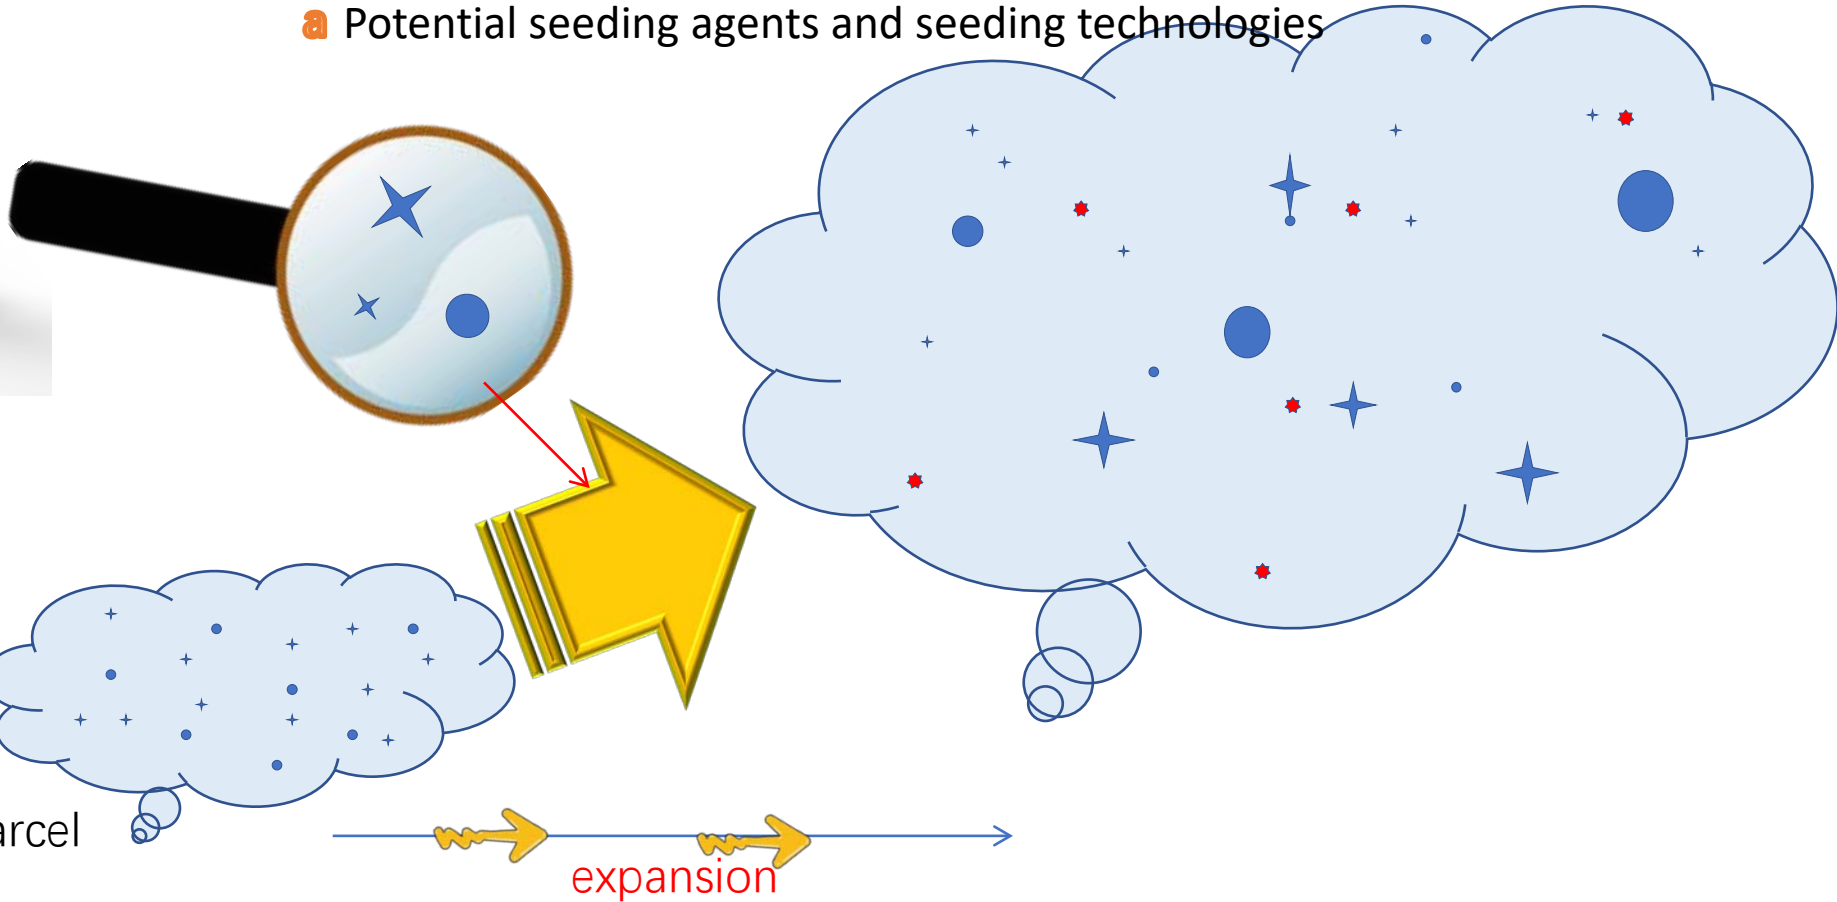 a Potential seeding agents and seeding technologies
arcel
expansion